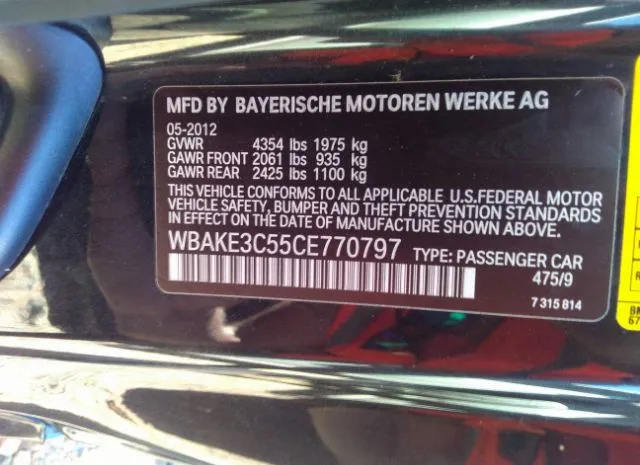 MFD BY BAYERISCHE MOTOREN WERKE AG
05-2012
GVWR 4354 lbs 1975 kg
GAWR FRONT 2061 lbs 935 kg
GAWR REAR 2425 lbs 1100 kg
THIS VEHICLE CONFORMS TO ALL APPLICABLE U.S.FEDERAL MOTOR
VEHICLE SAFETY, BUMPER AND THEFT PREVENTION STANDARDS
IN EFFECT ON THE DATE OF MANUFACTURE SHOWN ABOVE.
WBAKE3C55CE770797 TYPE: PASSENGER CAR
475/9
7 315 814